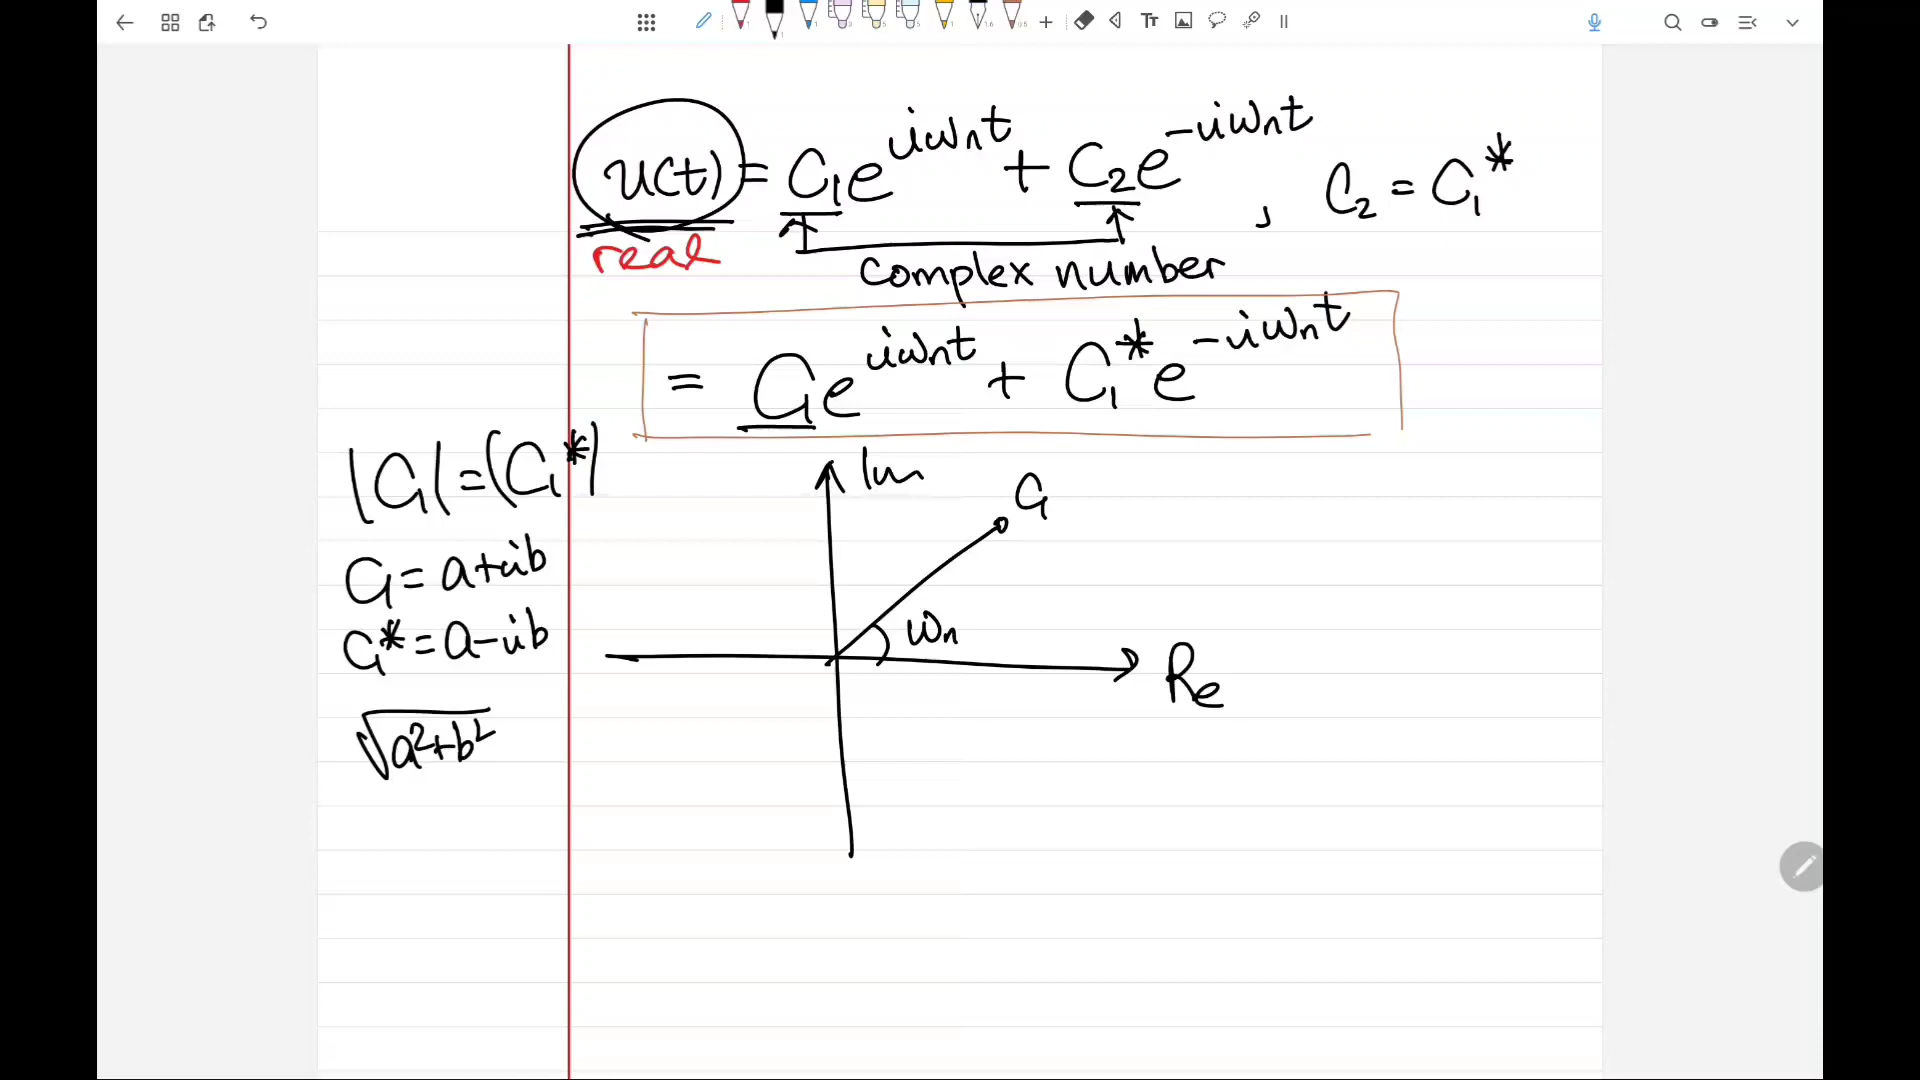 u(t) = C₁e^{iωₙt} + C₂e^{-iωₙt} , C₂ = C₁*
real
complex number
= C₁e^{iωₙt} + C₁*e^{-iωₙt}
|C₁| = |C₁*|
C₁ = a+ib
C₁* = a-ib
√(a²+b²)
Im
C₁
ωₙ
Re